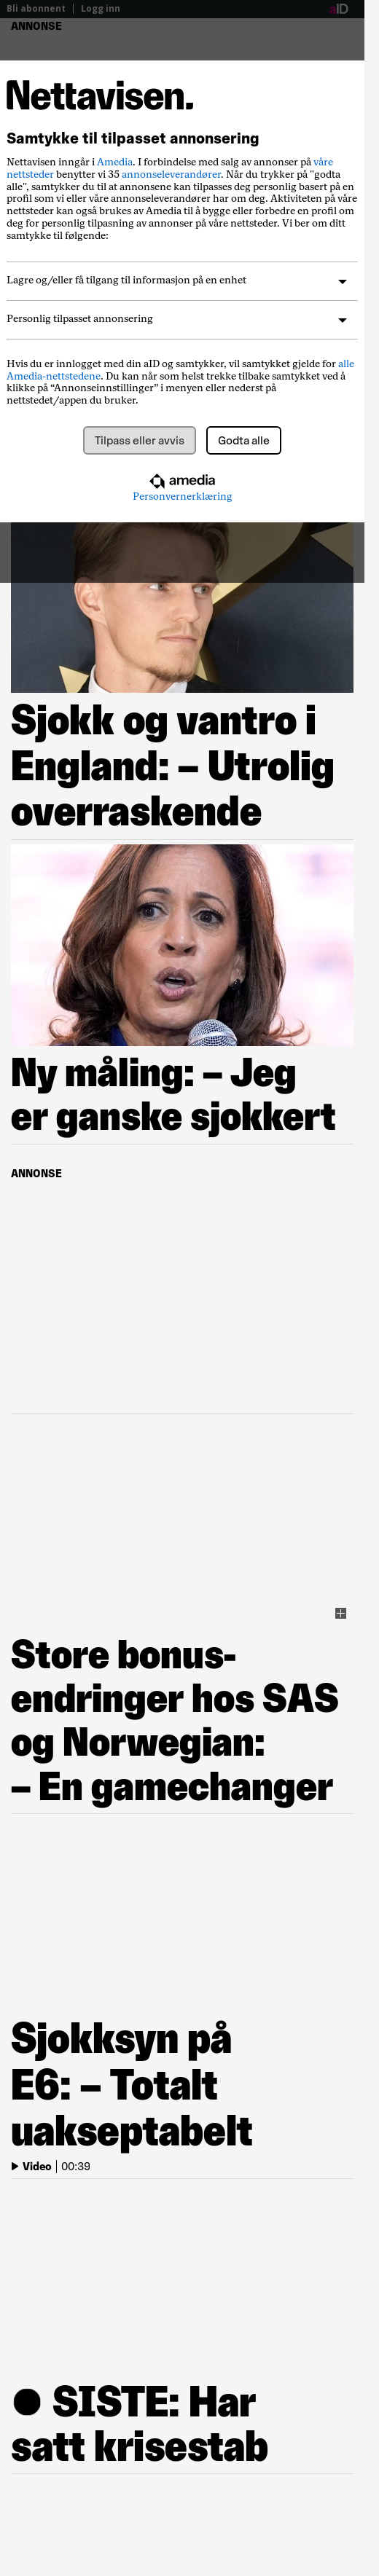 Bli abonnent | Logg inn
aID
ANNONSE
Nettavisen.
Samtykke til tilpasset annonsering
Nettavisen inngår i Amedia. I forbindelse med salg av annonser på våre
nettsteder benytter vi 35 annonseleverandører. Når du trykker på "godta
alle", samtykker du til at annonsene kan tilpasses deg personlig basert på en
profil som vi eller våre annonseleverandører har om deg. Aktiviteten på våre
nettsteder kan også brukes av Amedia til å bygge eller forbedre en profil om
deg for personlig tilpasning av annonser på våre nettsteder. Vi ber om ditt
samtykke til følgende:
Lagre og/eller få tilgang til informasjon på en enhet
Personlig tilpasset annonsering
Hvis du er innlogget med din aID og samtykker, vil samtykket gjelde for alle
Amedia-nettstedene. Du kan når som helst trekke tilbake samtykket ved å
klikke på “Annonseinnstillinger” i menyen eller nederst på
nettstedet/appen du bruker.
Tilpass eller avvis
Godta alle
amedia
Personvernerklæring
Sjokk og vantro i
England: – Utrolig
overraskende
Ny måling: – Jeg
er ganske sjokkert
ANNONSE
Store bonus-
endringer hos SAS
og Norwegian:
– En gamechanger
Sjokksyn på
E6: – Totalt
uakseptabelt
Video | 00:39
SISTE: Har
satt krisestab